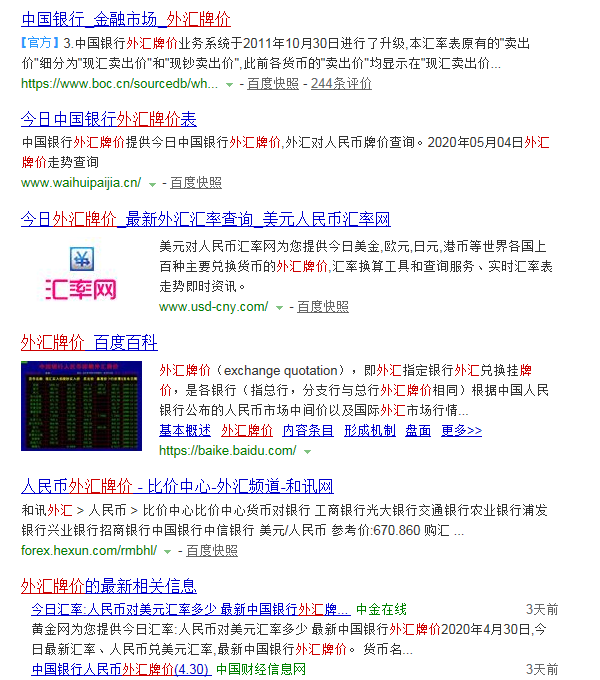 中国银行_金融市场_外汇牌价
【官方】3.中国银行外汇牌价业务系统于2011年10月30日进行了升级,本汇率表原有的"卖出
价"细分为"现汇卖出价"和"现钞卖出价",此前各货币的"卖出价"均显示在"现汇卖出价...
https://www.boc.cn/sourcedb/wh... - 百度快照 - 244条评价
今日中国银行外汇牌价表
中国银行外汇牌价提供今日中国银行外汇牌价,外汇对人民币牌价查询。2020年05月04日外汇
牌价走势查询
www.waihuipaijia.cn/ - 百度快照
今日外汇牌价_最新外汇汇率查询_美元人民币汇率网
美元对人民币汇率网为您提供今日美金,欧元,日元,港币等世界各国上
百种主要兑换货币的外汇牌价,汇率换算工具和查询服务、实时汇率表
走势即时资讯。
汇率网
www.usd-cny.com/ - 百度快照
外汇牌价_百度百科
外汇牌价（exchange quotation），即外汇指定银行外汇兑换挂牌
价，是各银行（指总行，分支行与总行外汇牌价相同）根据中国人民
银行公布的人民币市场中间价以及国际外汇市场行情...
基本概述 外汇牌价 内容条目 形成机制 盘面 更多>>
https://baike.baidu.com/
人民币外汇牌价 - 比价中心-外汇频道-和讯网
和讯外汇 > 人民币 > 比价中心比价中心货币对银行 工商银行光大银行交通银行农业银行浦发
银行兴业银行招商银行中国银行中信银行 美元/人民币 参考价:670.860 购汇 ...
forex.hexun.com/rmbhl/ - 百度快照
外汇牌价的最新相关信息
今日汇率:人民币对美元汇率多少 最新中国银行外汇牌... 中金在线 3天前
黄金网为您提供今日汇率:人民币对美元汇率多少 最新中国银行外汇牌价2020年4月30日,今
日最新汇率、人民币兑美元汇率,最新中国银行外汇牌价。 货币名...
中国银行人民币外汇牌价(4.30) 中国财经信息网 3天前